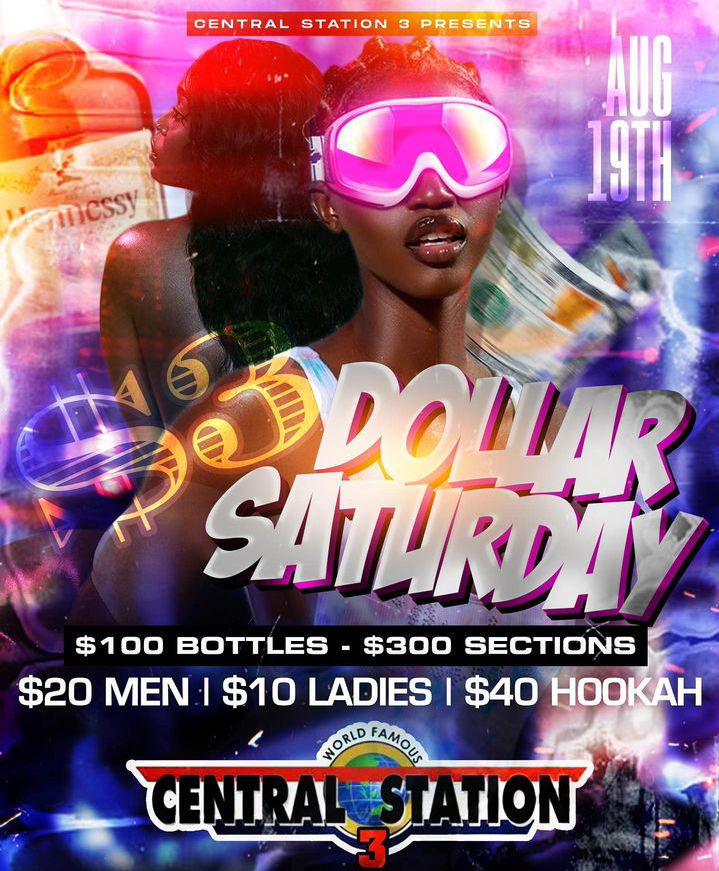 CENTRAL STATION 3 PRESENTS
AUG
19TH
Hennessy
$3
DOLLAR
SATURDAY
$100 BOTTLES - $300 SECTIONS
$20 MEN | $10 LADIES | $40 HOOKAH
WORLD FAMOUS
CENTRAL STATION
3